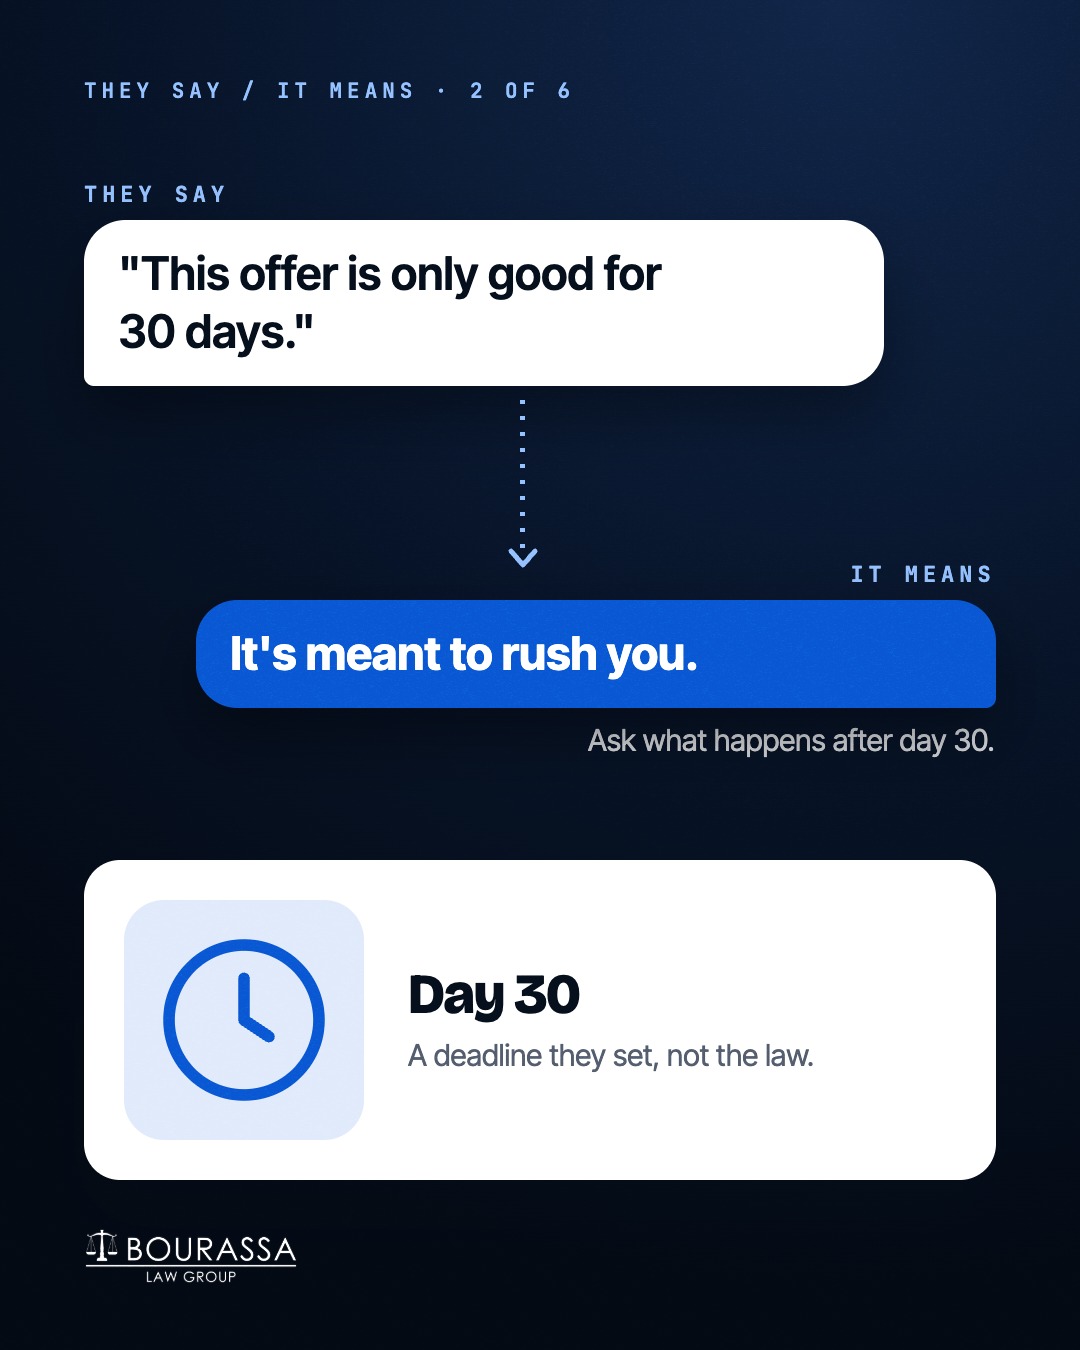 THEY SAY / IT MEANS · 2 OF 6
THEY SAY
"This offer is only good for
30 days."
IT MEANS
It's meant to rush you.
Ask what happens after day 30.
Day 30
A deadline they set, not the law.
BOURASSA
LAW GROUP